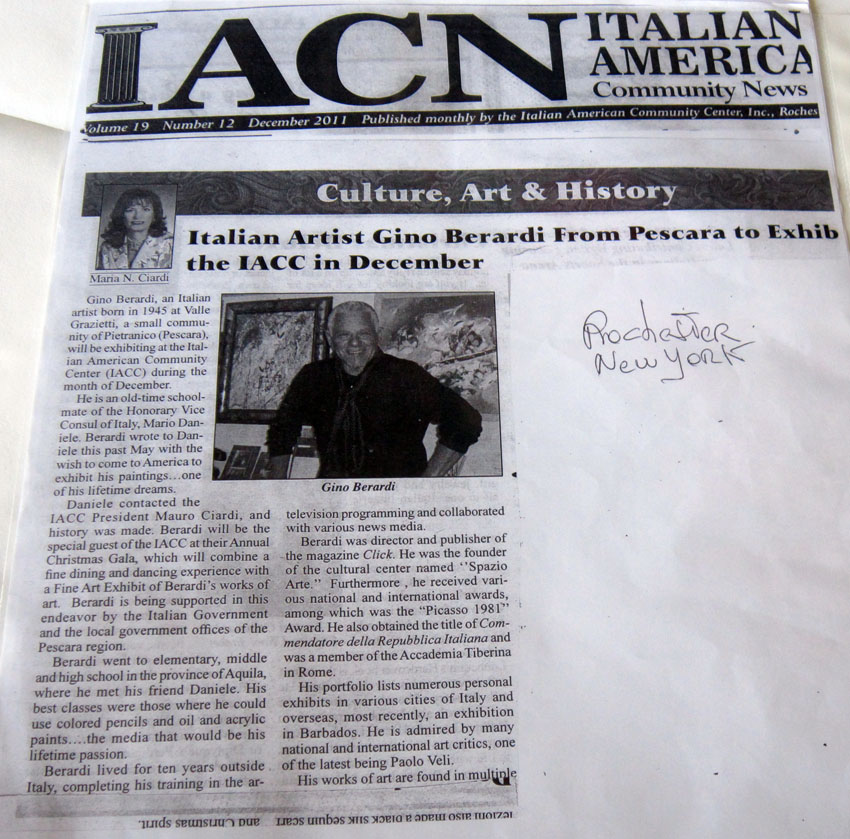 IACN ITALIAN
AMERICA
Community News
Volume 19 Number 12 December 2011 Published monthly by the Italian American Community Center, Inc., Roches
Culture, Art & History
Maria N. Ciardi
Italian Artist Gino Berardi From Pescara to Exhib
the IACC in December
Gino Berardi, an Italian
artist born in 1945 at Valle
Grazietti, a small commu-
nity of Pietranico (Pescara),
will be exhibiting at the Ital-
ian American Community
Center (IACC) during the
month of December.
He is an old-time school-
mate of the Honorary Vice
Consul of Italy, Mario Dan-
iele. Berardi wrote to Dan-
iele this past May with the
wish to come to America to
exhibit his paintings...one
of his lifetime dreams.
Daniele contacted the
IACC President Mauro Ciardi, and
history was made. Berardi will be the
special guest of the IACC at their Annual
Christmas Gala, which will combine a
fine dining and dancing experience with
a Fine Art Exhibit of Berardi's works of
art. Berardi is being supported in this
endeavor by the Italian Government
and the local government offices of the
Pescara region.
Berardi went to elementary, middle
and high school in the province of Aquila,
where he met his friend Daniele. His
best classes were those where he could
use colored pencils and oil and acrylic
paints....the media that would be his
lifetime passion.
Berardi lived for ten years outside
Italy, completing his training in the ar-
Gino Berardi
television programming and collaborated
with various news media.
Berardi was director and publisher of
the magazine Click. He was the founder
of the cultural center named "Spazio
Arte." Furthermore , he received vari-
ous national and international awards,
among which was the "Picasso 1981"
Award. He also obtained the title of Com-
mendatore della Repubblica Italiana and
was a member of the Accademia Tiberina
in Rome.
His portfolio lists numerous personal
exhibits in various cities of Italy and
overseas, most recently, an exhibition
in Barbados. He is admired by many
national and international art critics, one
of the latest being Paolo Veli.
His works of art are found in multiple
Rochester
New York
and Christmas spirit.
tezioni also made a black silk sequin scarf